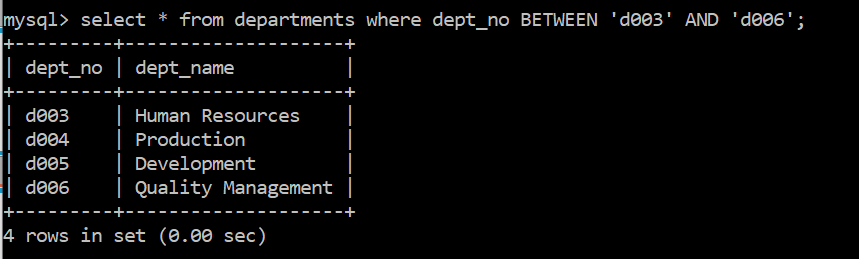 mysql> select * from departments where dept_no BETWEEN 'd003' AND 'd006';
+---------+--------------------+
| dept_no | dept_name          |
+---------+--------------------+
| d003    | Human Resources    |
| d004    | Production         |
| d005    | Development        |
| d006    | Quality Management |
+---------+--------------------+
4 rows in set (0.00 sec)